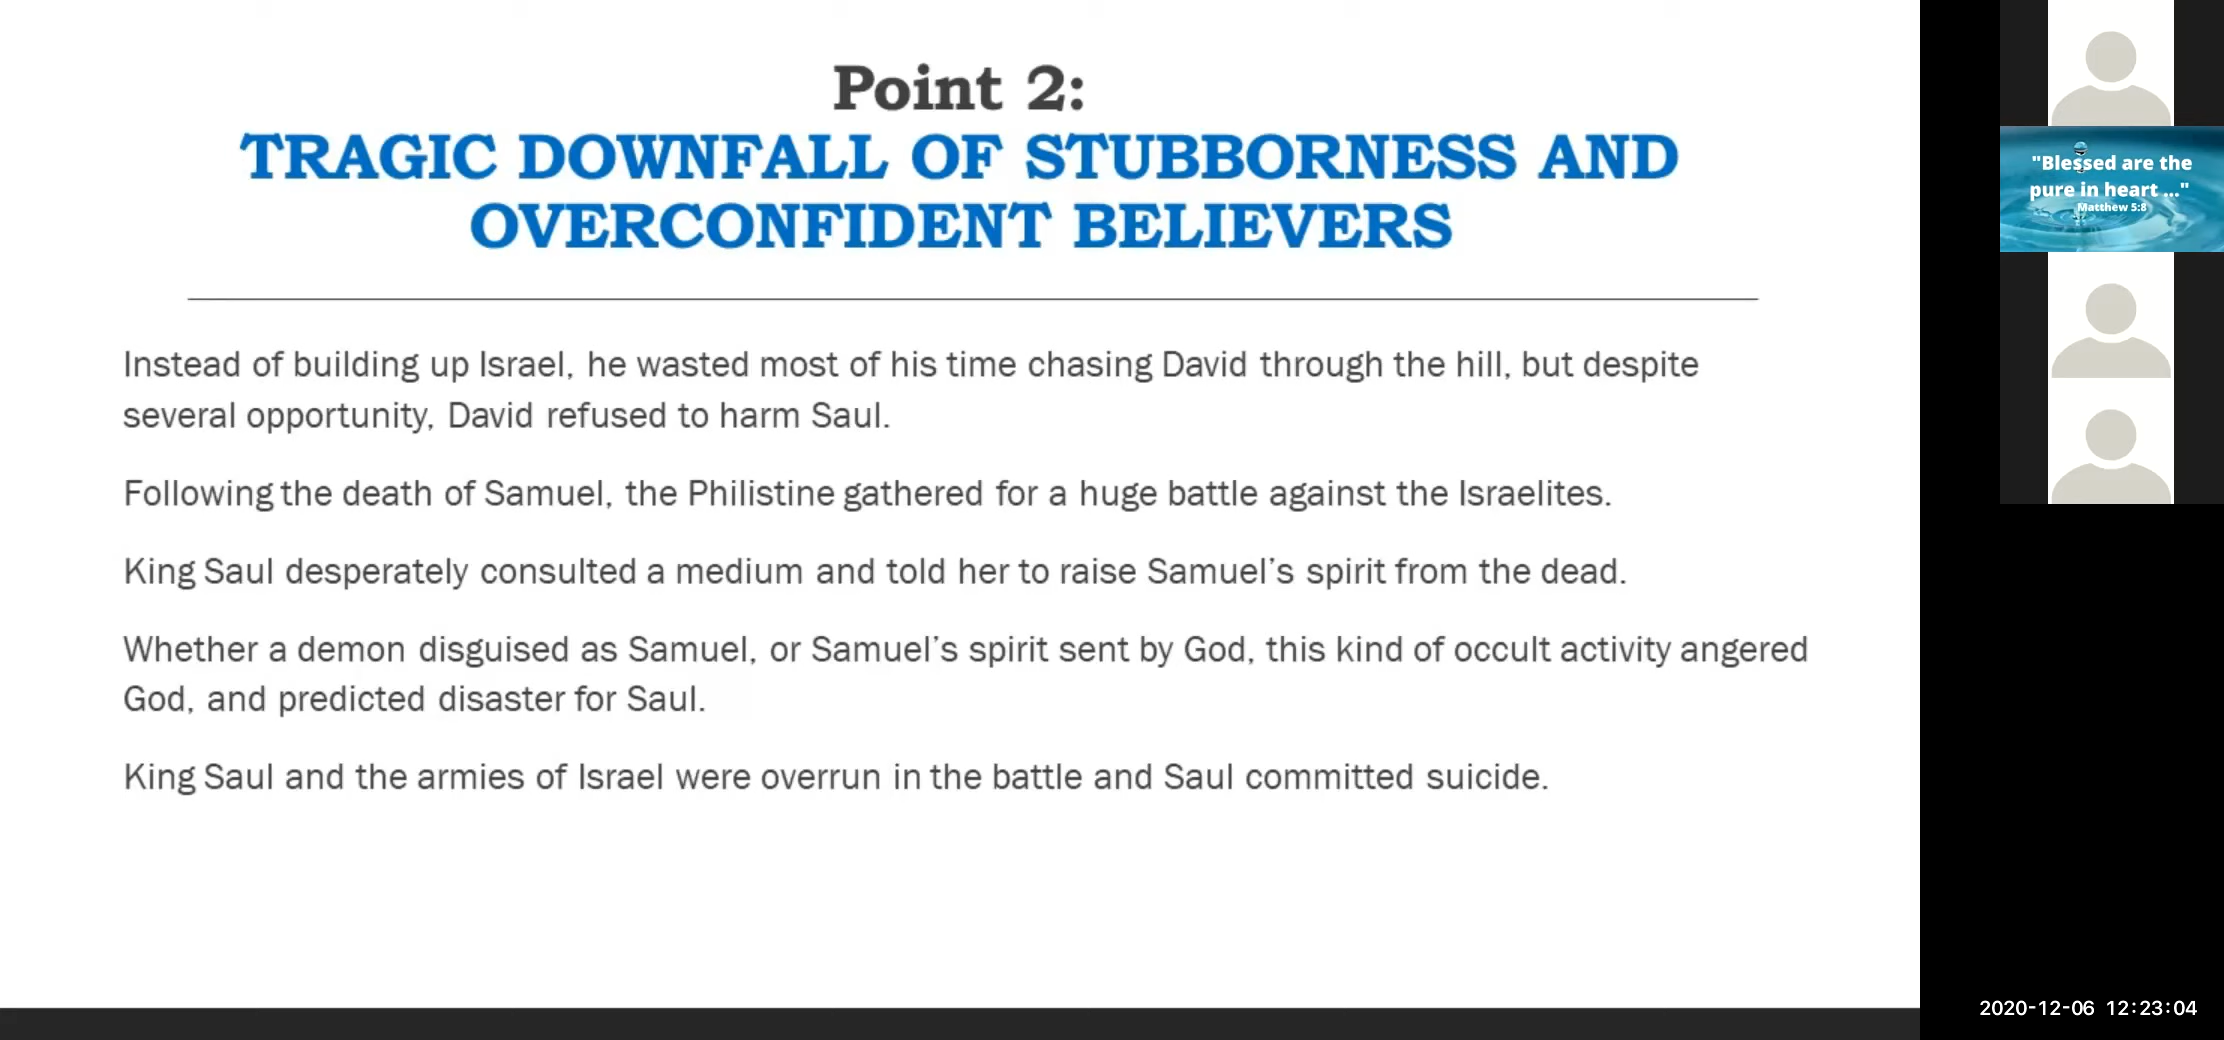 Point 2:
TRAGIC DOWNFALL OF STUBBORNESS AND
OVERCONFIDENT BELIEVERS
Instead of building up Israel, he wasted most of his time chasing David through the hill, but despite
several opportunity, David refused to harm Saul.
Following the death of Samuel, the Philistine gathered for a huge battle against the Israelites.
King Saul desperately consulted a medium and told her to raise Samuel’s spirit from the dead.
Whether a demon disguised as Samuel, or Samuel’s spirit sent by God, this kind of occult activity angered
God, and predicted disaster for Saul.
King Saul and the armies of Israel were overrun in the battle and Saul committed suicide.
"Blessed are the
pure in heart ..."
Matthew 5:8
2020-12-06 12:23:04